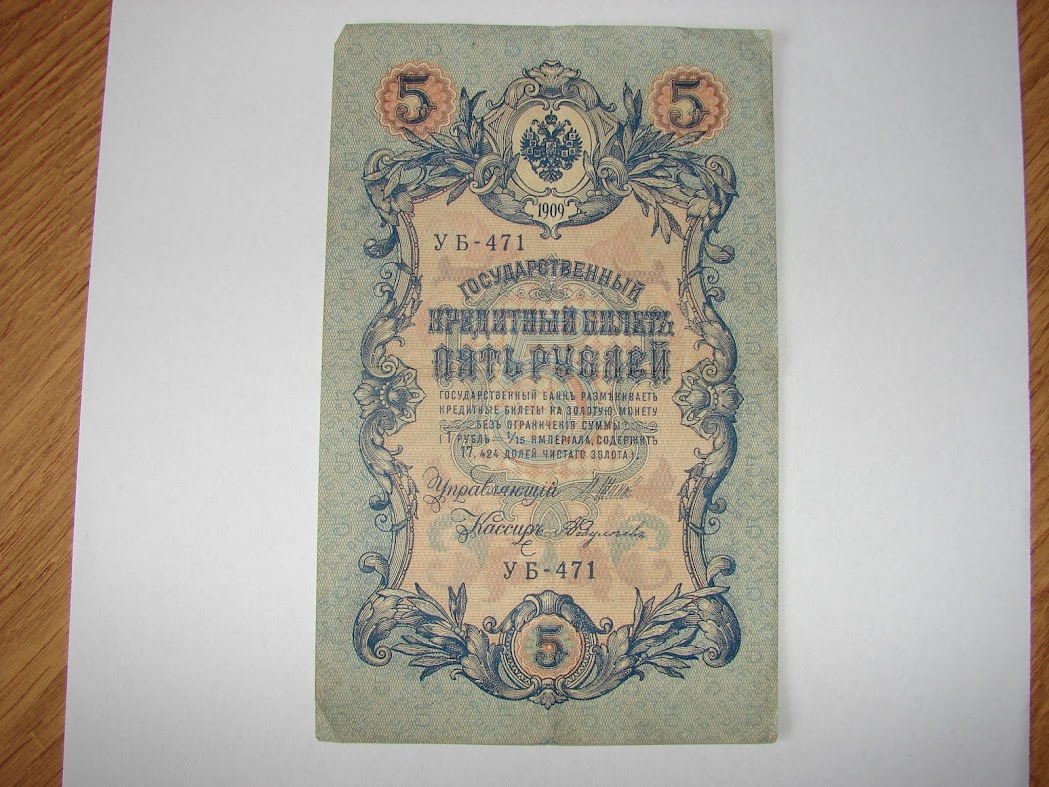 5 5
1909
УБ-471
ГОСУДАРСТВЕННЫЙ
КРЕДИТНЫЙ БИЛЕТЪ
ПЯТЬ РУБЛЕЙ
ГОСУДАРСТВЕННЫЙ БАНКЪ РАЗМѢНИВАЕТЪ
КРЕДИТНЫЕ БИЛЕТЫ НА ЗОЛОТУЮ МОНЕТУ
БЕЗЪ ОГРАНИЧЕНІЯ СУММЫ
(1 РУБЛЬ = 1/15 ИМПЕРІАЛА, СОДЕРЖИТЪ
17,424 ДОЛЕЙ ЧИСТАГО ЗОЛОТА).
Управляющій
Кассиръ
УБ-471
5